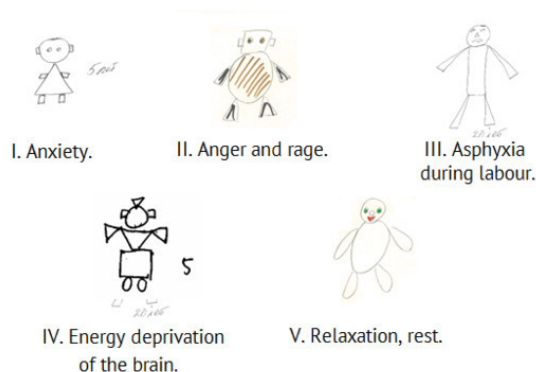 I. Anxiety.
II. Anger and rage.
III. Asphyxia
during labour.
5
IV. Energy deprivation
of the brain.
V. Relaxation, rest.